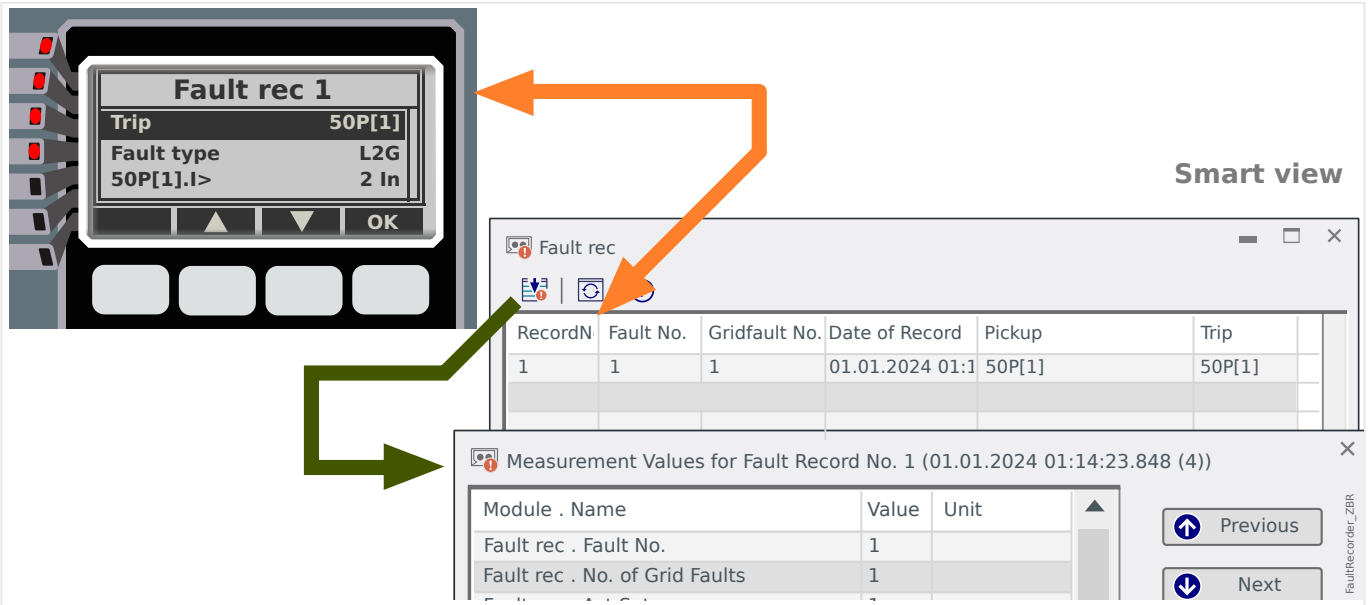 Fault rec 1
Trip 50P[1]
Fault type L2G
50P[1].I> 2 In
OK
Smart view
Fault rec
RecordN Fault No. Gridfault No. Date of Record Pickup Trip
1 1 1 01.01.2024 01:1 50P[1] 50P[1]
Measurement Values for Fault Record No. 1 (01.01.2024 01:14:23.848 (4))
Module . Name Value Unit
Fault rec . Fault No. 1
Fault rec . No. of Grid Faults 1
Previous
Next
FaultRecorder_ZBR